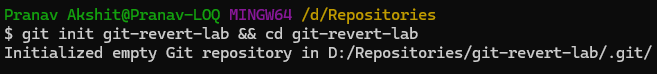 Pranav Akshit@Pranav-LOQ MINGW64 /d/Repositories
$ git init git-revert-lab && cd git-revert-lab
Initialized empty Git repository in D:/Repositories/git-revert-lab/.git/